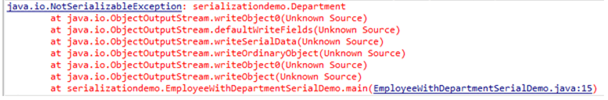 java.io.NotSerializableException: serializationdemo.Department
at java.io.ObjectOutputStream.writeObject0(Unknown Source)
at java.io.ObjectOutputStream.defaultWriteFields(Unknown Source)
at java.io.ObjectOutputStream.writeSerialData(Unknown Source)
at java.io.ObjectOutputStream.writeOrdinaryObject(Unknown Source)
at java.io.ObjectOutputStream.writeObject0(Unknown Source)
at java.io.ObjectOutputStream.writeObject(Unknown Source)
at serializationdemo.EmployeeWithDepartmentSerialDemo.main(EmployeeWithDepartmentSerialDemo.java:15)